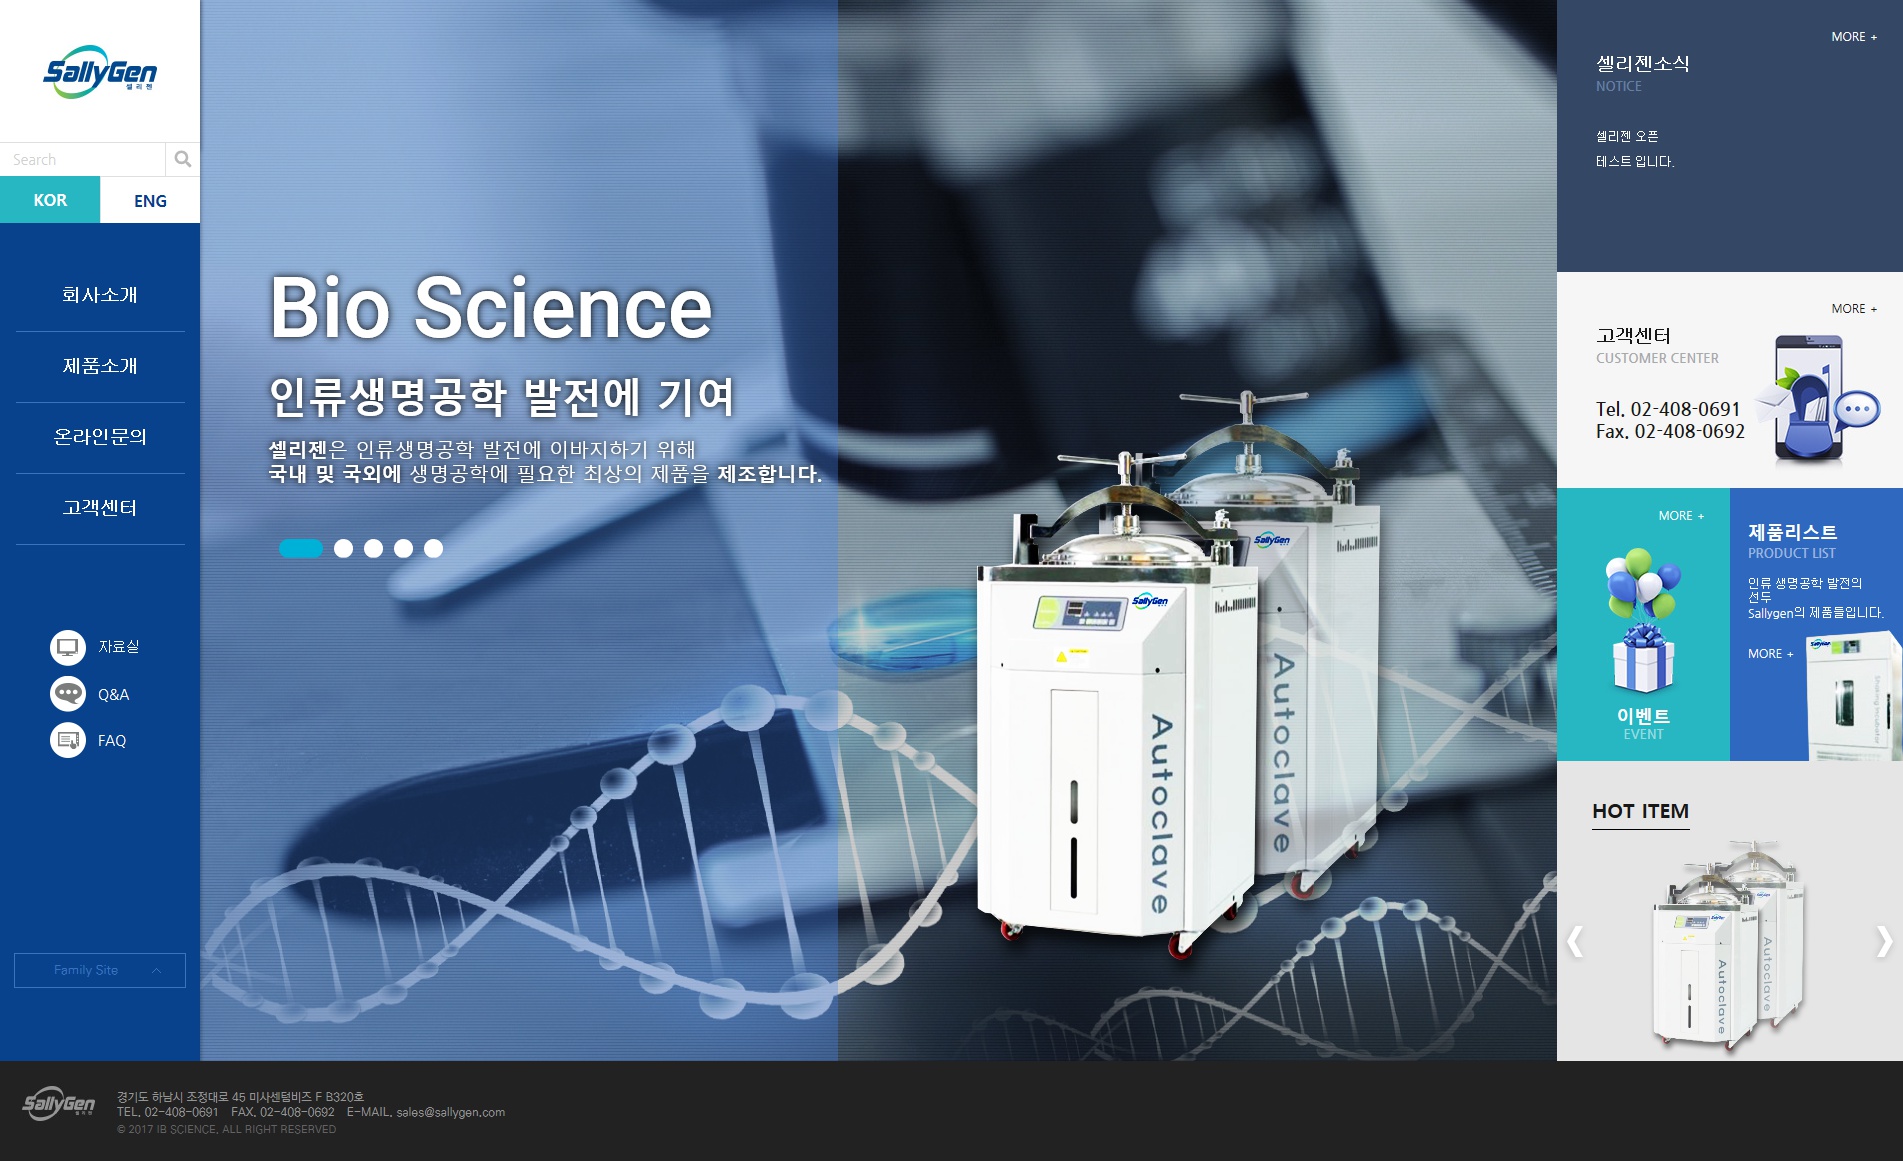 SallyGen
셀리젠
Search
KOR
ENG
회사소개
제품소개
온라인문의
고객센터
자료실
Q&A
FAQ
Family Site
Bio Science
인류생명공학 발전에 기여
셀리젠은 인류생명공학 발전에 이바지하기 위해
국내 및 국외에 생명공학에 필요한 최상의 제품을 제조합니다.
SallyGen
SallyGen
Autoclave
Autoclave
MORE +
셀리젠소식
NOTICE
셀리젠 오픈
테스트 입니다.
MORE +
고객센터
CUSTOMER CENTER
Tel. 02-408-0691
Fax. 02-408-0692
MORE +
이벤트
EVENT
제품리스트
PRODUCT LIST
인류 생명공학 발전의
선두
Sallygen의 제품들입니다.
MORE +
SallyGen
Shaking Incubator
HOT ITEM
SallyGen
Autoclave
Autoclave
SallyGen
셀리젠
경기도 하남시 조정대로 45 미사센텀비즈 F B320호
TEL. 02-408-0691 FAX. 02-408-0692 E-MAIL. sales@sallygen.com
© 2017 IB SCIENCE. ALL RIGHT RESERVED